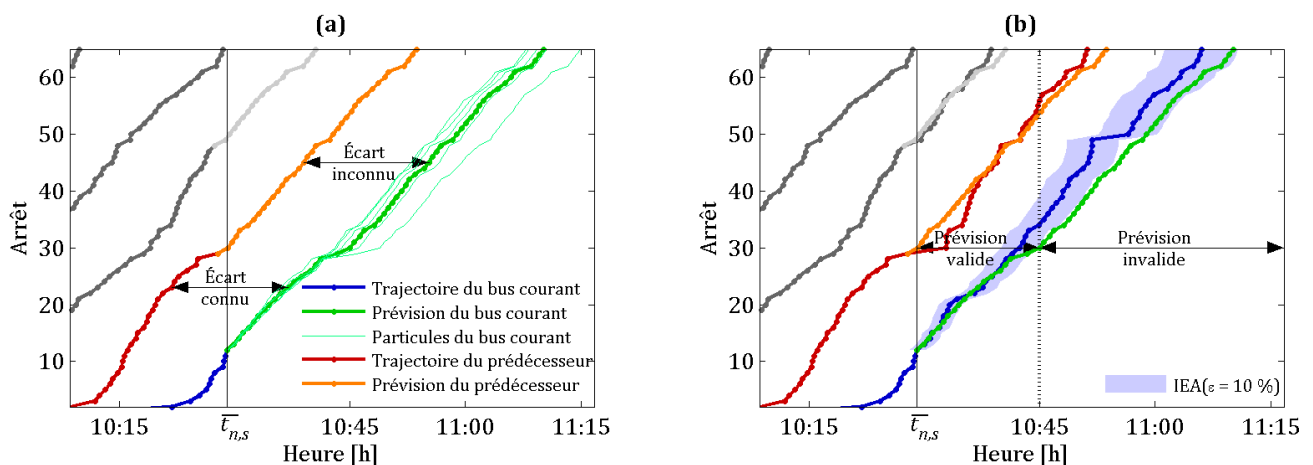 (a)
60
50
40
30
20
10
Arrêt
Écart
inconnu
Écart
connu
Trajectoire du bus courant
Prévision du bus courant
Particules du bus courant
Trajectoire du prédécesseur
Prévision du prédécesseur
10:15
t̅n,s
10:45
11:00
11:15
Heure [h]
(b)
60
50
40
30
20
10
Arrêt
Prévision
valide
Prévision
invalide
IEA(ε = 10 %)
10:15
t̅n,s
10:45
11:00
11:15
Heure [h]